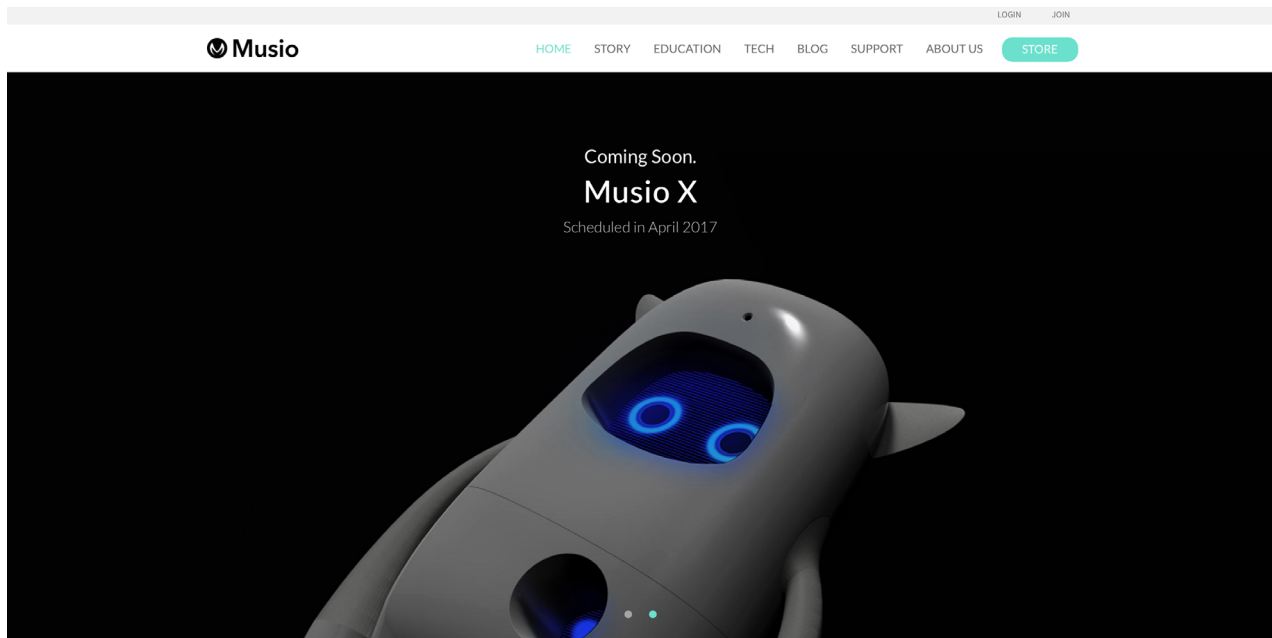 LOGIN JOIN
Musio HOME STORY EDUCATION TECH BLOG SUPPORT ABOUT US STORE
Coming Soon.
Musio X
Scheduled in April 2017